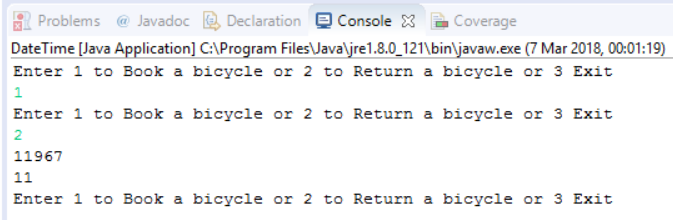 Problems @ Javadoc Declaration Console Coverage
DateTime [Java Application] C:\Program Files\Java\jre1.8.0_121\bin\javaw.exe (7 Mar 2018, 00:01:19)
Enter 1 to Book a bicycle or 2 to Return a bicycle or 3 Exit
1
Enter 1 to Book a bicycle or 2 to Return a bicycle or 3 Exit
2
11967
11
Enter 1 to Book a bicycle or 2 to Return a bicycle or 3 Exit